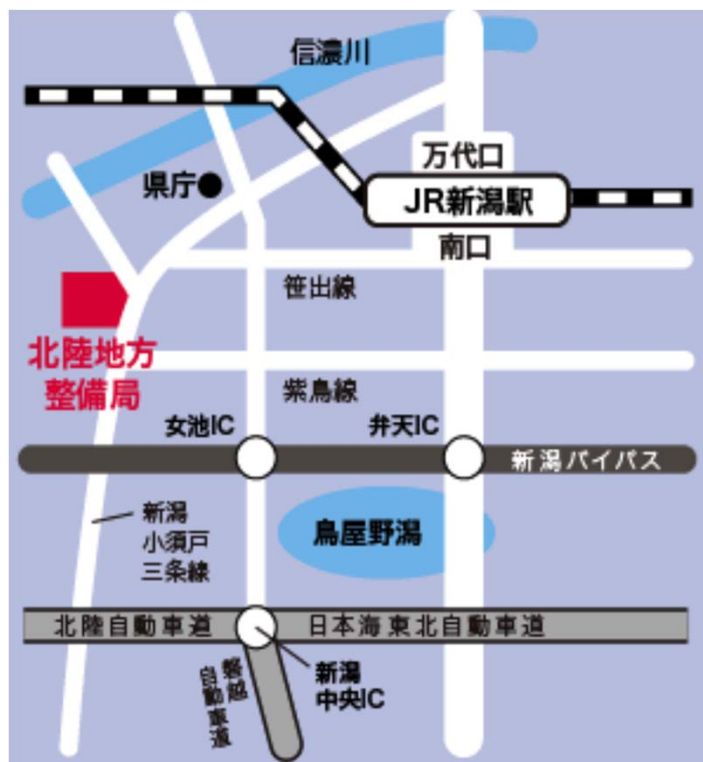 信濃川
万代口
県庁
JR新潟駅
南口
笹出線
北陸地方
整備局
紫鳥線
女池IC
弁天IC
新潟バイパス
新潟
小須戸
三条線
鳥屋野潟
北陸自動車道
日本海東北自動車道
磐越
自動車道
新潟
中央IC